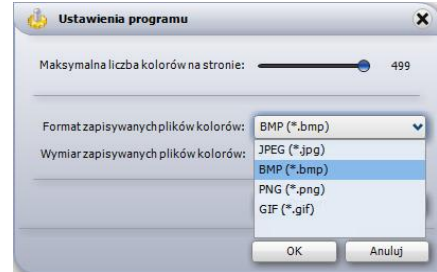 Ustawienia programu
Maksymalna liczba kolorów na stronie: 499
Format zapisywanych plików kolorów: BMP (*.bmp)
Wymiar zapisywanych plików kolorów:
JPEG (*.jpg)
BMP (*.bmp)
PNG (*.png)
GIF (*.gif)
OK Anuluj